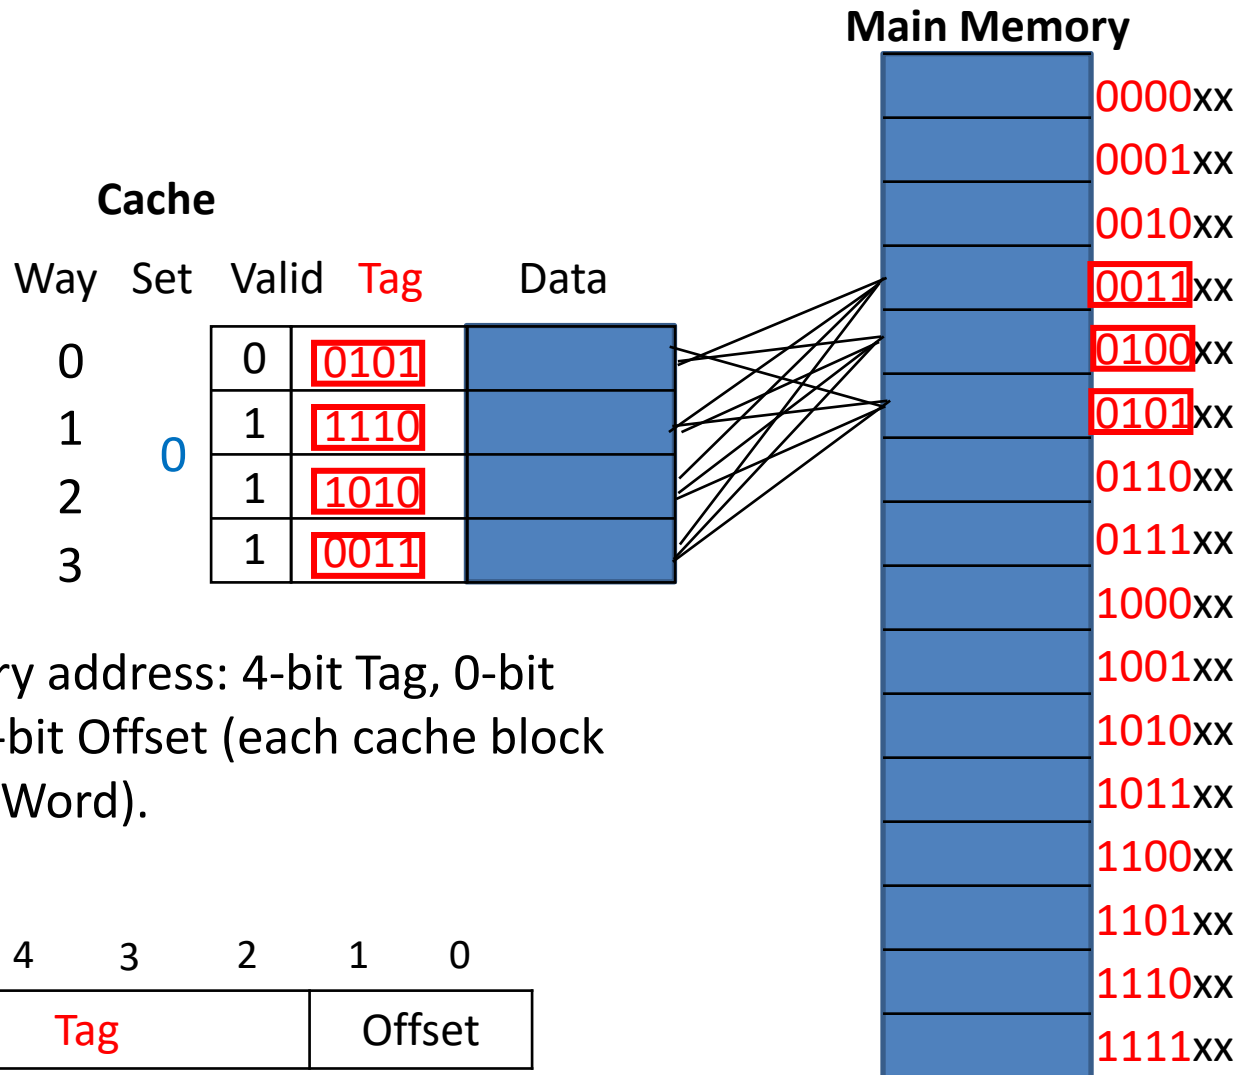 Main Memory
0000xx
0001xx
0010xx
0011xx
0100xx
0101xx
0110xx
0111xx
1000xx
1001xx
1010xx
1011xx
1100xx
1101xx
1110xx
1111xx
Cache
Way Set Valid Tag Data
0 0 0101
1 1 1110
0
2 1 1010
3 1 0011
ry address: 4-bit Tag, 0-bit
-bit Offset (each cache block
Word).
4 3 2 1 0
Tag Offset